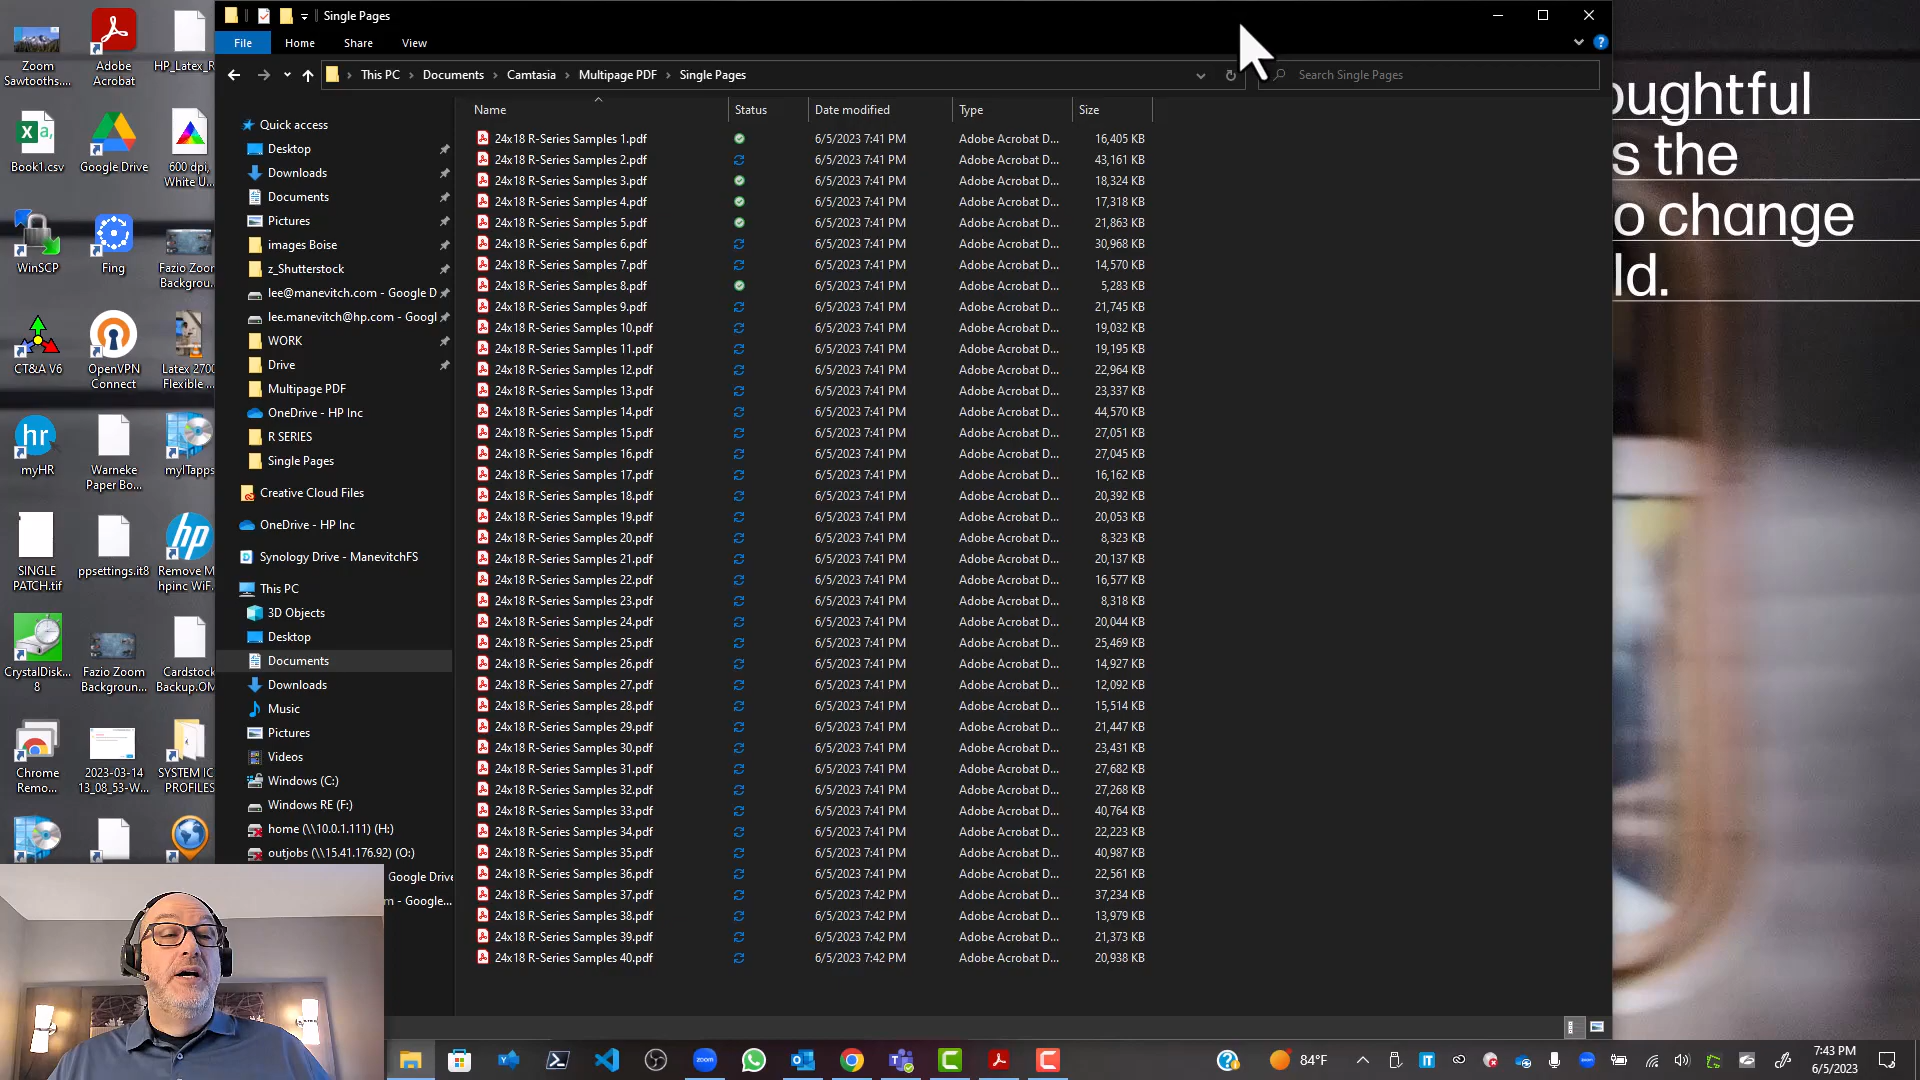 Single Pages
File
Home
Share
View
This PC
Documents
Camtasia
Multipage PDF
Single Pages
Search Single Pages
Name
Status
Date modified
Type
Size
24x18 R-Series Samples 1.pdf 6/5/2023 7:41 PM Adobe Acrobat D... 16,405 KB
24x18 R-Series Samples 2.pdf 6/5/2023 7:41 PM Adobe Acrobat D... 43,161 KB
24x18 R-Series Samples 3.pdf 6/5/2023 7:41 PM Adobe Acrobat D... 18,324 KB
24x18 R-Series Samples 4.pdf 6/5/2023 7:41 PM Adobe Acrobat D... 17,318 KB
24x18 R-Series Samples 5.pdf 6/5/2023 7:41 PM Adobe Acrobat D... 21,863 KB
24x18 R-Series Samples 6.pdf 6/5/2023 7:41 PM Adobe Acrobat D... 30,968 KB
24x18 R-Series Samples 7.pdf 6/5/2023 7:41 PM Adobe Acrobat D... 14,570 KB
24x18 R-Series Samples 8.pdf 6/5/2023 7:41 PM Adobe Acrobat D... 5,283 KB
24x18 R-Series Samples 9.pdf 6/5/2023 7:41 PM Adobe Acrobat D... 21,745 KB
24x18 R-Series Samples 10.pdf 6/5/2023 7:41 PM Adobe Acrobat D... 19,032 KB
24x18 R-Series Samples 11.pdf 6/5/2023 7:41 PM Adobe Acrobat D... 19,195 KB
24x18 R-Series Samples 12.pdf 6/5/2023 7:41 PM Adobe Acrobat D... 22,964 KB
24x18 R-Series Samples 13.pdf 6/5/2023 7:41 PM Adobe Acrobat D... 23,337 KB
24x18 R-Series Samples 14.pdf 6/5/2023 7:41 PM Adobe Acrobat D... 44,570 KB
24x18 R-Series Samples 15.pdf 6/5/2023 7:41 PM Adobe Acrobat D... 27,051 KB
24x18 R-Series Samples 16.pdf 6/5/2023 7:41 PM Adobe Acrobat D... 27,045 KB
24x18 R-Series Samples 17.pdf 6/5/2023 7:41 PM Adobe Acrobat D... 16,162 KB
24x18 R-Series Samples 18.pdf 6/5/2023 7:41 PM Adobe Acrobat D... 20,392 KB
24x18 R-Series Samples 19.pdf 6/5/2023 7:41 PM Adobe Acrobat D... 20,053 KB
24x18 R-Series Samples 20.pdf 6/5/2023 7:41 PM Adobe Acrobat D... 8,323 KB
24x18 R-Series Samples 21.pdf 6/5/2023 7:41 PM Adobe Acrobat D... 20,137 KB
24x18 R-Series Samples 22.pdf 6/5/2023 7:41 PM Adobe Acrobat D... 16,577 KB
24x18 R-Series Samples 23.pdf 6/5/2023 7:41 PM Adobe Acrobat D... 8,318 KB
24x18 R-Series Samples 24.pdf 6/5/2023 7:41 PM Adobe Acrobat D... 20,044 KB
24x18 R-Series Samples 25.pdf 6/5/2023 7:41 PM Adobe Acrobat D... 25,469 KB
24x18 R-Series Samples 26.pdf 6/5/2023 7:41 PM Adobe Acrobat D... 14,927 KB
24x18 R-Series Samples 27.pdf 6/5/2023 7:41 PM Adobe Acrobat D... 12,092 KB
24x18 R-Series Samples 28.pdf 6/5/2023 7:41 PM Adobe Acrobat D... 15,514 KB
24x18 R-Series Samples 29.pdf 6/5/2023 7:41 PM Adobe Acrobat D... 21,447 KB
24x18 R-Series Samples 30.pdf 6/5/2023 7:41 PM Adobe Acrobat D... 23,431 KB
24x18 R-Series Samples 31.pdf 6/5/2023 7:41 PM Adobe Acrobat D... 27,682 KB
24x18 R-Series Samples 32.pdf 6/5/2023 7:41 PM Adobe Acrobat D... 27,268 KB
24x18 R-Series Samples 33.pdf 6/5/2023 7:41 PM Adobe Acrobat D... 40,764 KB
24x18 R-Series Samples 34.pdf 6/5/2023 7:41 PM Adobe Acrobat D... 22,223 KB
24x18 R-Series Samples 35.pdf 6/5/2023 7:41 PM Adobe Acrobat D... 40,987 KB
24x18 R-Series Samples 36.pdf 6/5/2023 7:41 PM Adobe Acrobat D... 22,561 KB
24x18 R-Series Samples 37.pdf 6/5/2023 7:42 PM Adobe Acrobat D... 37,234 KB
24x18 R-Series Samples 38.pdf 6/5/2023 7:42 PM Adobe Acrobat D... 13,979 KB
24x18 R-Series Samples 39.pdf 6/5/2023 7:42 PM Adobe Acrobat D... 21,373 KB
24x18 R-Series Samples 40.pdf 6/5/2023 7:42 PM Adobe Acrobat D... 20,938 KB
Quick access
Desktop
Downloads
Documents
Pictures
images Boise
z_Shutterstock
lee@manevitch.com - Google D
lee.manevitch@hp.com - Googl
WORK
Drive
Multipage PDF
OneDrive - HP Inc
R SERIES
Single Pages
Creative Cloud Files
OneDrive - HP Inc
Synology Drive - ManevitchFS
This PC
3D Objects
Desktop
Documents
Downloads
Music
Pictures
Videos
Windows (C:)
Windows RE (F:)
home (\\10.0.1.111) (H:)
outjobs (\\15.41.176.92) (O:)
Google Drive
m - Google...
Zoom
Sawtooths....
Adobe
Acrobat
HP_Latex_R
Book1.csv
Google Drive
600 dpi,
White U...
WinSCP
Fing
Fazio Zoom
Backgrou...
CT&A V6
OpenVPN
Connect
Latex 2700
Flexible ...
hr
myHR
Warneke
Paper Bo...
myITapps
SINGLE
PATCH.tif
ppsettings.it8
hp
Remove M
hpinc WiF...
CrystalDisk...
8
Fazio Zoom
Backgroun...
Cardstock
Backup.OM
Chrome
Remo...
2023-03-14
13_08_53-W...
SYSTEM IC
PROFILES
oughtful
s the
o change
ld.
zoom
84°F
IT
7:43 PM
6/5/2023